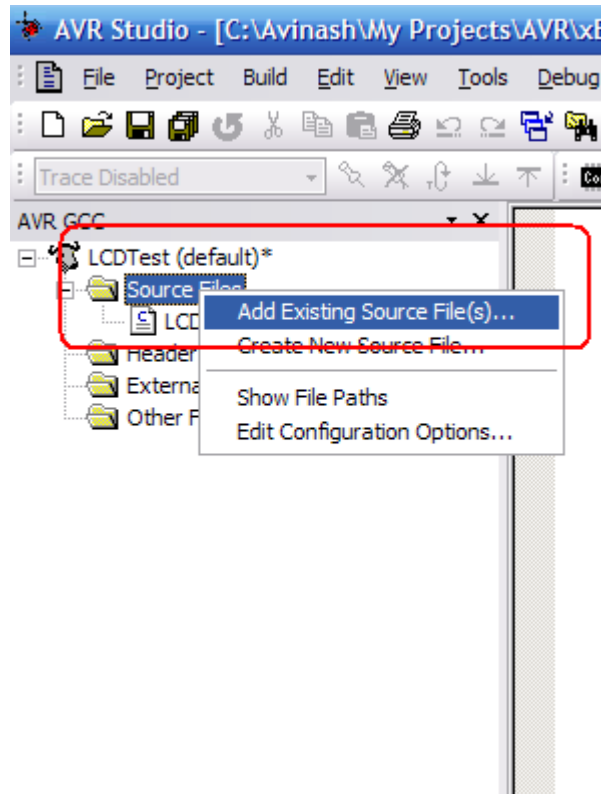 AVR Studio - [C:\Avinash\My Projects\AVR\xB
File Project Build Edit View Tools Debug
Trace Disabled
AVR GCC
LCDTest (default)*
Source Files
Add Existing Source File(s)...
LCD
Create New Source File...
Header
Externa
Show File Paths
Other F
Edit Configuration Options...